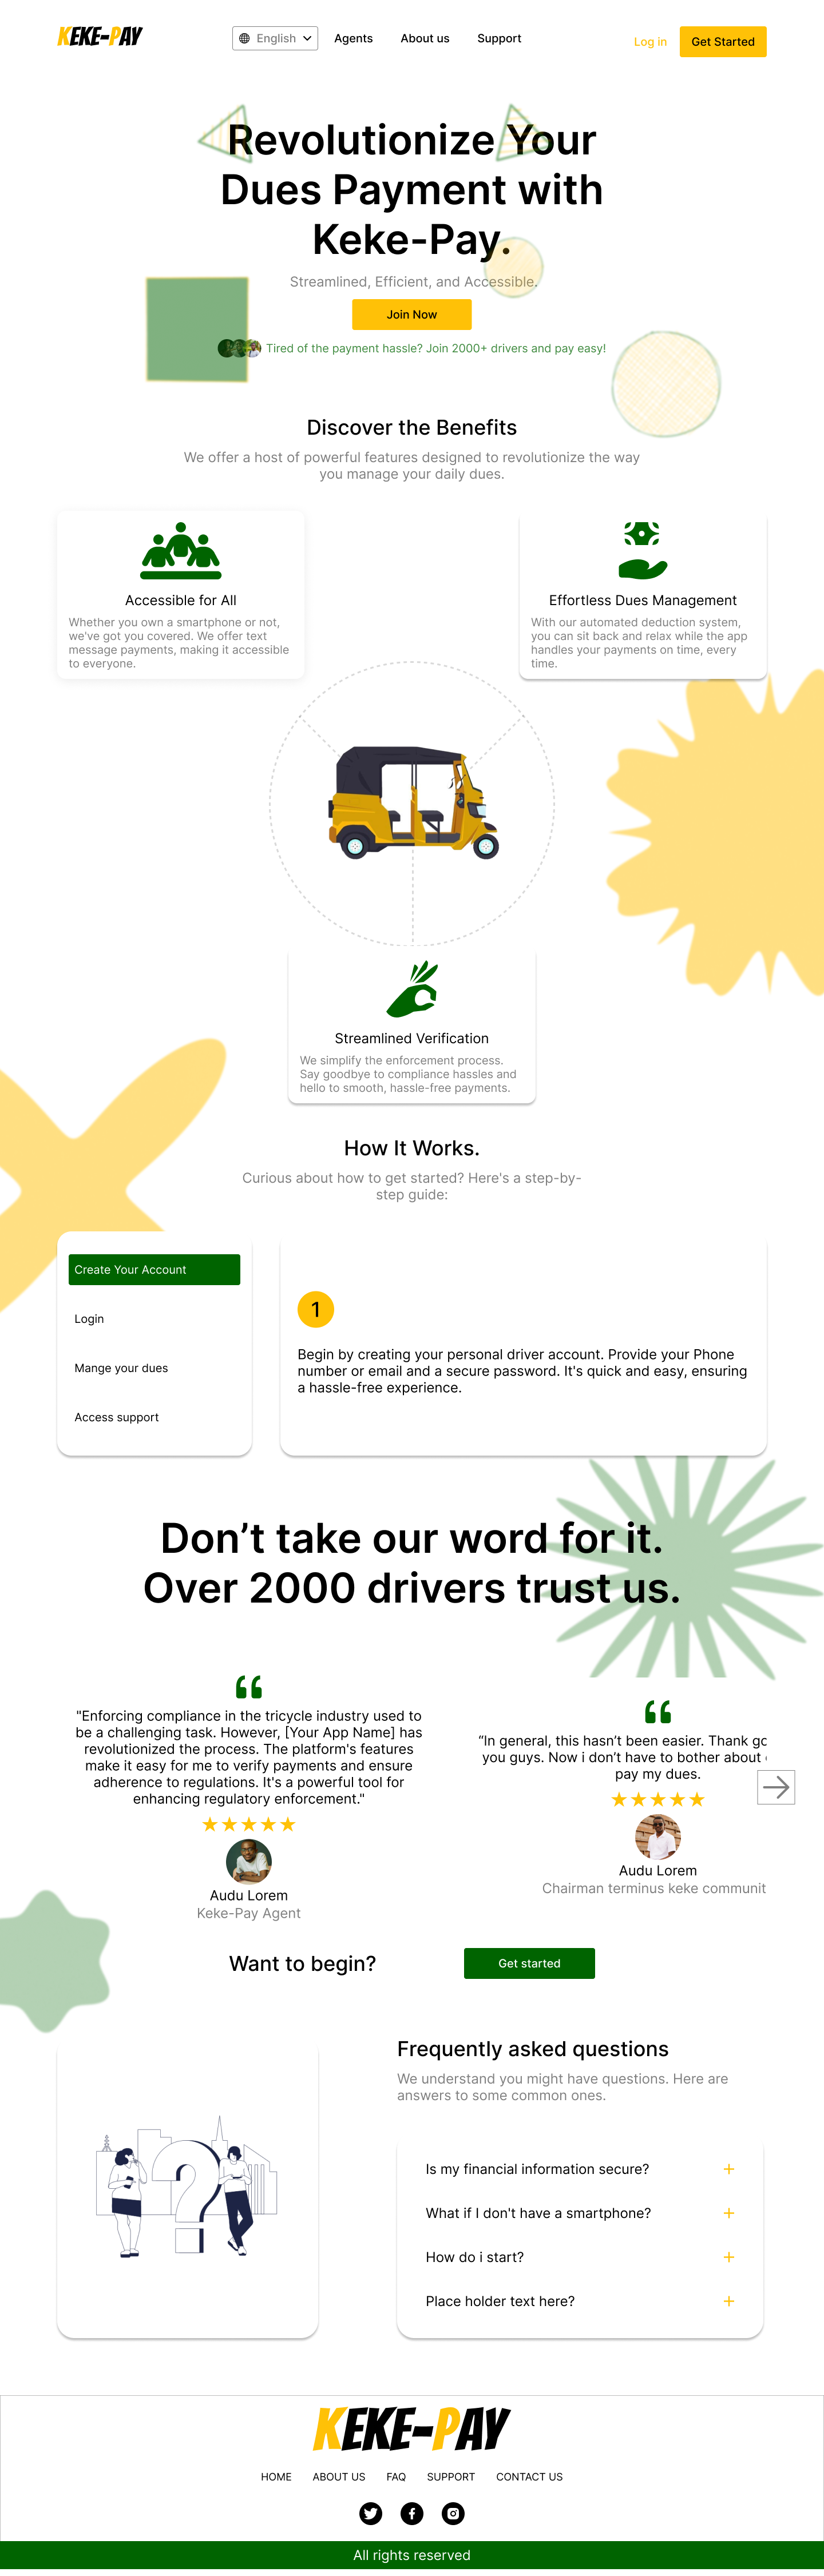 KEKE-PAY
English
Agents
About us
Support
Log in
Get Started
Revolutionize Your
Dues Payment with
Keke-Pay.
Streamlined, Efficient, and Accessible.
Join Now
Tired of the payment hassle? Join 2000+ drivers and pay easy!
Discover the Benefits
We offer a host of powerful features designed to revolutionize the way
you manage your daily dues.
Accessible for All
Whether you own a smartphone or not,
we've got you covered. We offer text
message payments, making it accessible
to everyone.
Effortless Dues Management
With our automated deduction system,
you can sit back and relax while the app
handles your payments on time, every
time.
Streamlined Verification
We simplify the enforcement process.
Say goodbye to compliance hassles and
hello to smooth, hassle-free payments.
How It Works.
Curious about how to get started? Here's a step-by-
step guide:
Create Your Account
Login
Mange your dues
Access support
1
Begin by creating your personal driver account. Provide your Phone
number or email and a secure password. It's quick and easy, ensuring
a hassle-free experience.
Don’t take our word for it.
Over 2000 drivers trust us.
"Enforcing compliance in the tricycle industry used to
be a challenging task. However, [Your App Name] has
revolutionized the process. The platform's features
make it easy for me to verify payments and ensure
adherence to regulations. It's a powerful tool for
enhancing regulatory enforcement."
Audu Lorem
Keke-Pay Agent
“In general, this hasn’t been easier. Thank
you guys. Now i don’t have to bother about
pay my dues.
Audu Lorem
Chairman terminus keke communit
Want to begin?
Get started
Frequently asked questions
We understand you might have questions. Here are
answers to some common ones.
Is my financial information secure?
What if I don't have a smartphone?
How do i start?
Place holder text here?
KEKE-PAY
HOME
ABOUT US
FAQ
SUPPORT
CONTACT US
All rights reserved